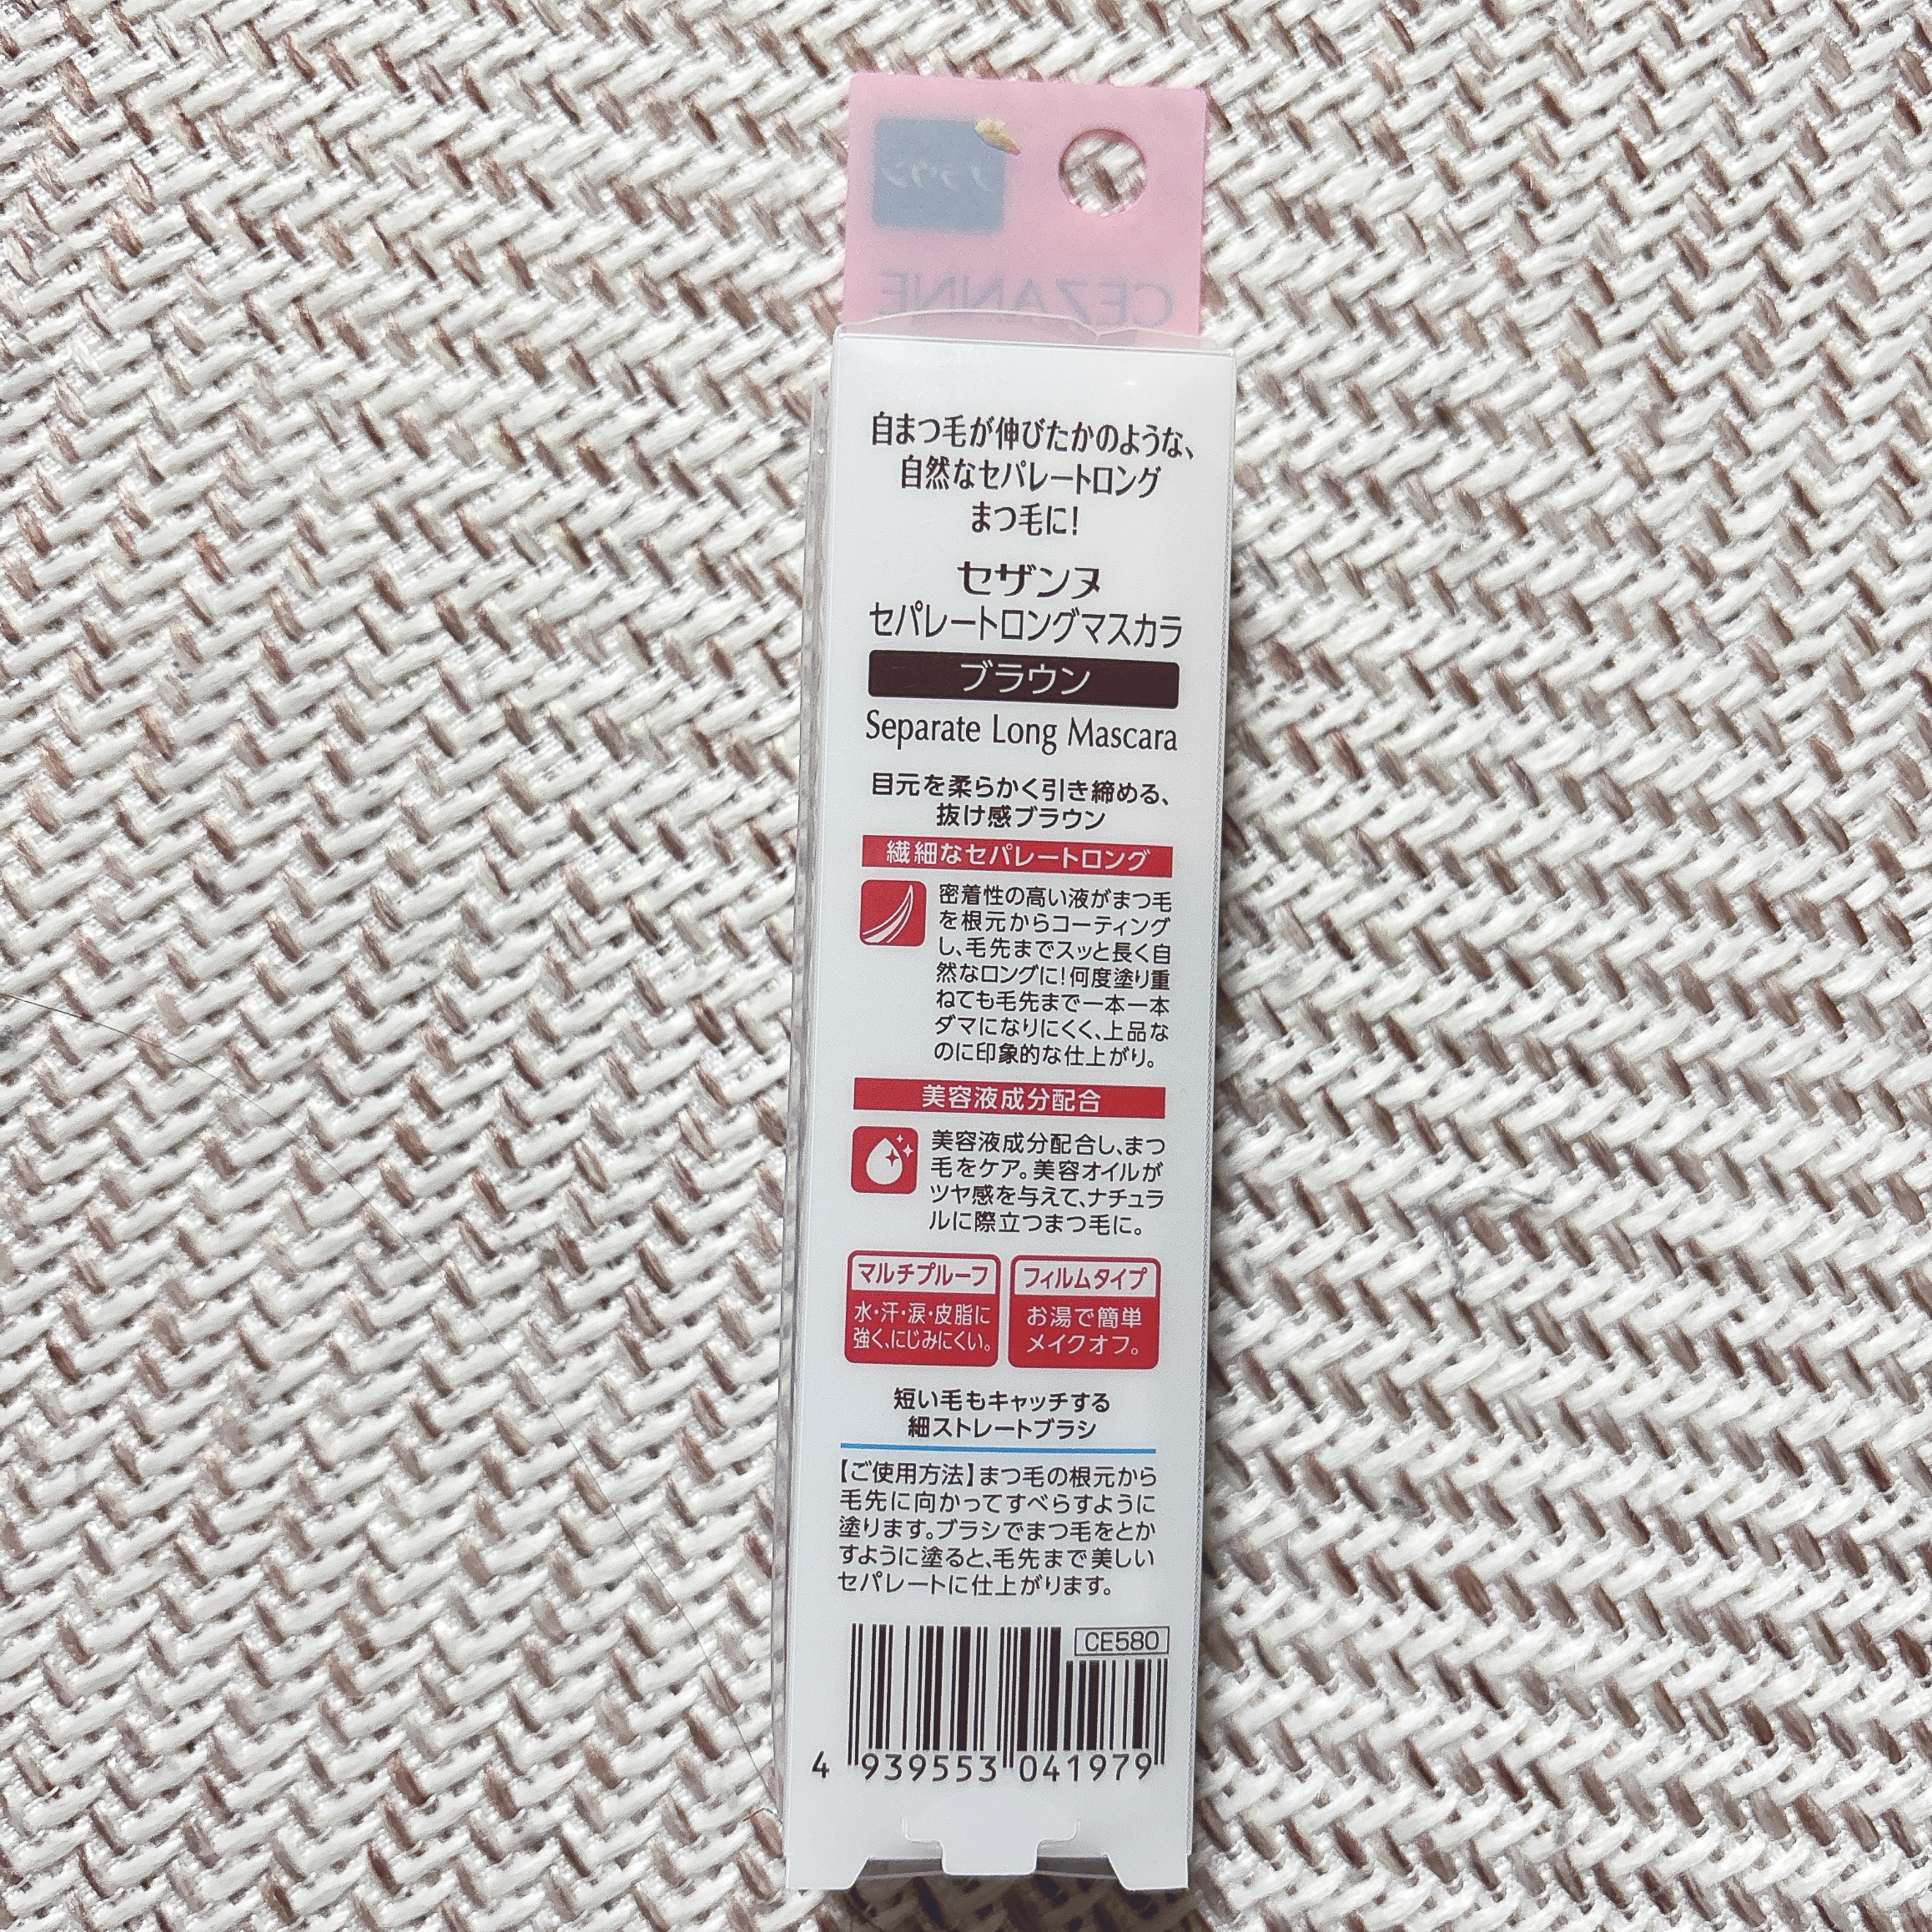 ブラウン
CEZANNE
自まつ毛が伸びたかのような、
自然なセパレートロング
まつ毛に!
セザンヌ
セパレートロングマスカラ
ブラウン
Separate Long Mascara
目元を柔らかく引き締める、
抜け感ブラウン
繊細なセパレートロング
密着性の高い液がまつ毛
を根元からコーティング
し、毛先までスッと長く自
然なロングに!何度塗り重
ねても毛先まで一本一本
ダマになりにくく、上品な
のに印象的な仕上がり。
美容液成分配合
美容液成分配合し、まつ
毛をケア。美容オイルが
ツヤ感を与えて、ナチュラ
ルに際立つまつ毛に。
マルチプルーフ
水・汗・涙・皮脂に
強く、にじみにくい。
フィルムタイプ
お湯で簡単
メイクオフ。
短い毛もキャッチする
細ストレートブラシ
【ご使用方法】まつ毛の根元から
毛先に向かってすべらすように
塗ります。ブラシでまつ毛をとか
すように塗ると、毛先まで美しい
セパレートに仕上がります。
CE580
4 939553 041979